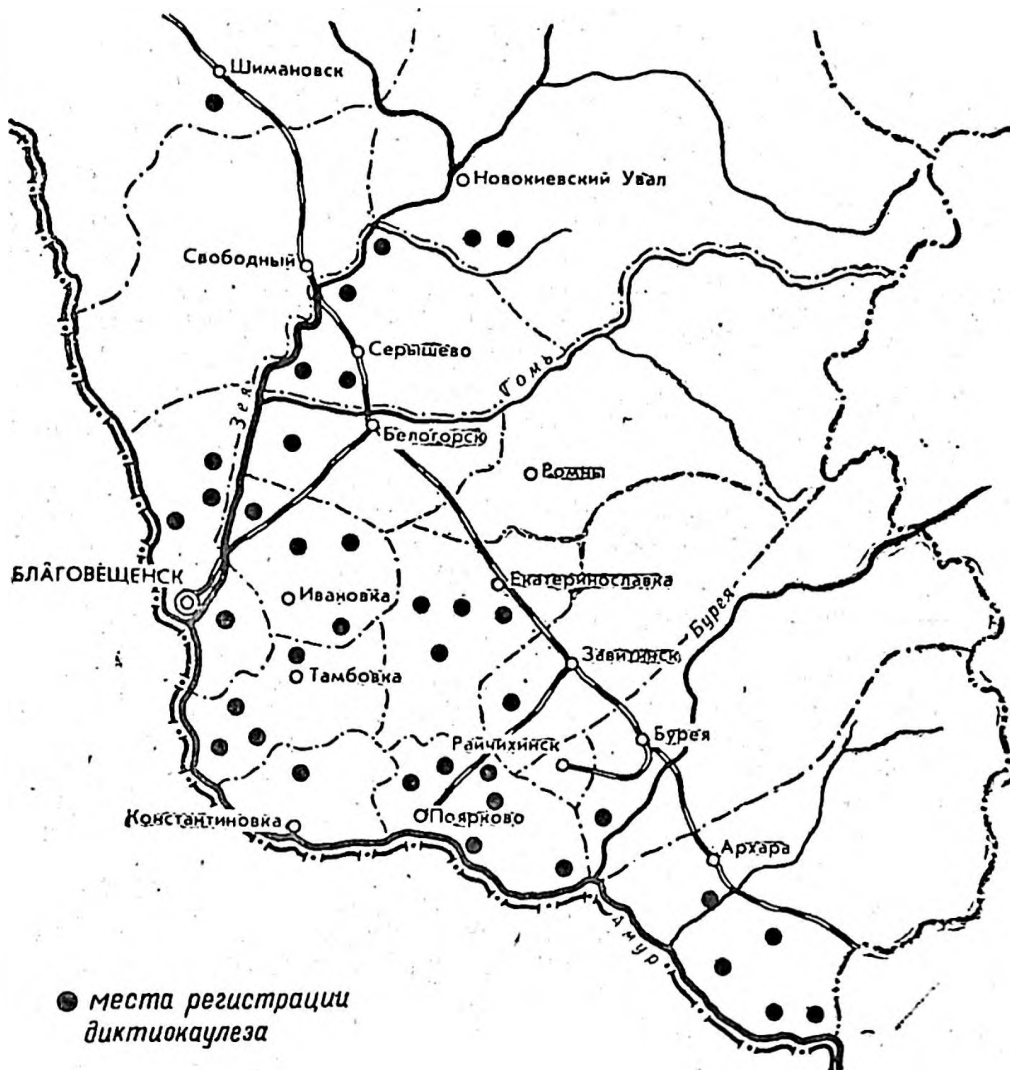 Шимановск
Новокиевский Увал
Свободный
Серышево
Зея
Томь
Белогорск
Ромны
БЛАГОВЕЩЕНСК
Ивановка
Екатеринославка
Бурея
Завитинск
Тамбовка
Райчихинск
Бурея
Константиновка
Поярково
Архара
Амур
места регистрации
диктиокаулеза